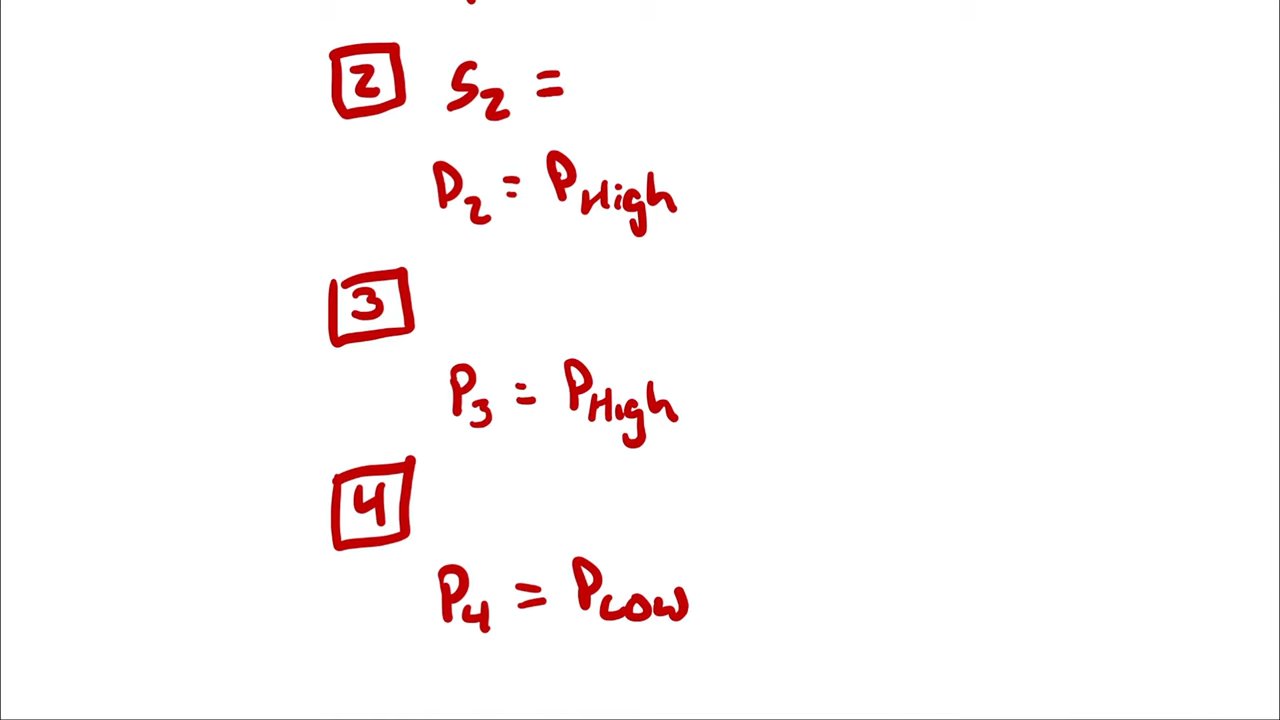 2 S2 =
P2 = PHigh
3
P3 = PHigh
4
P4 = PLow